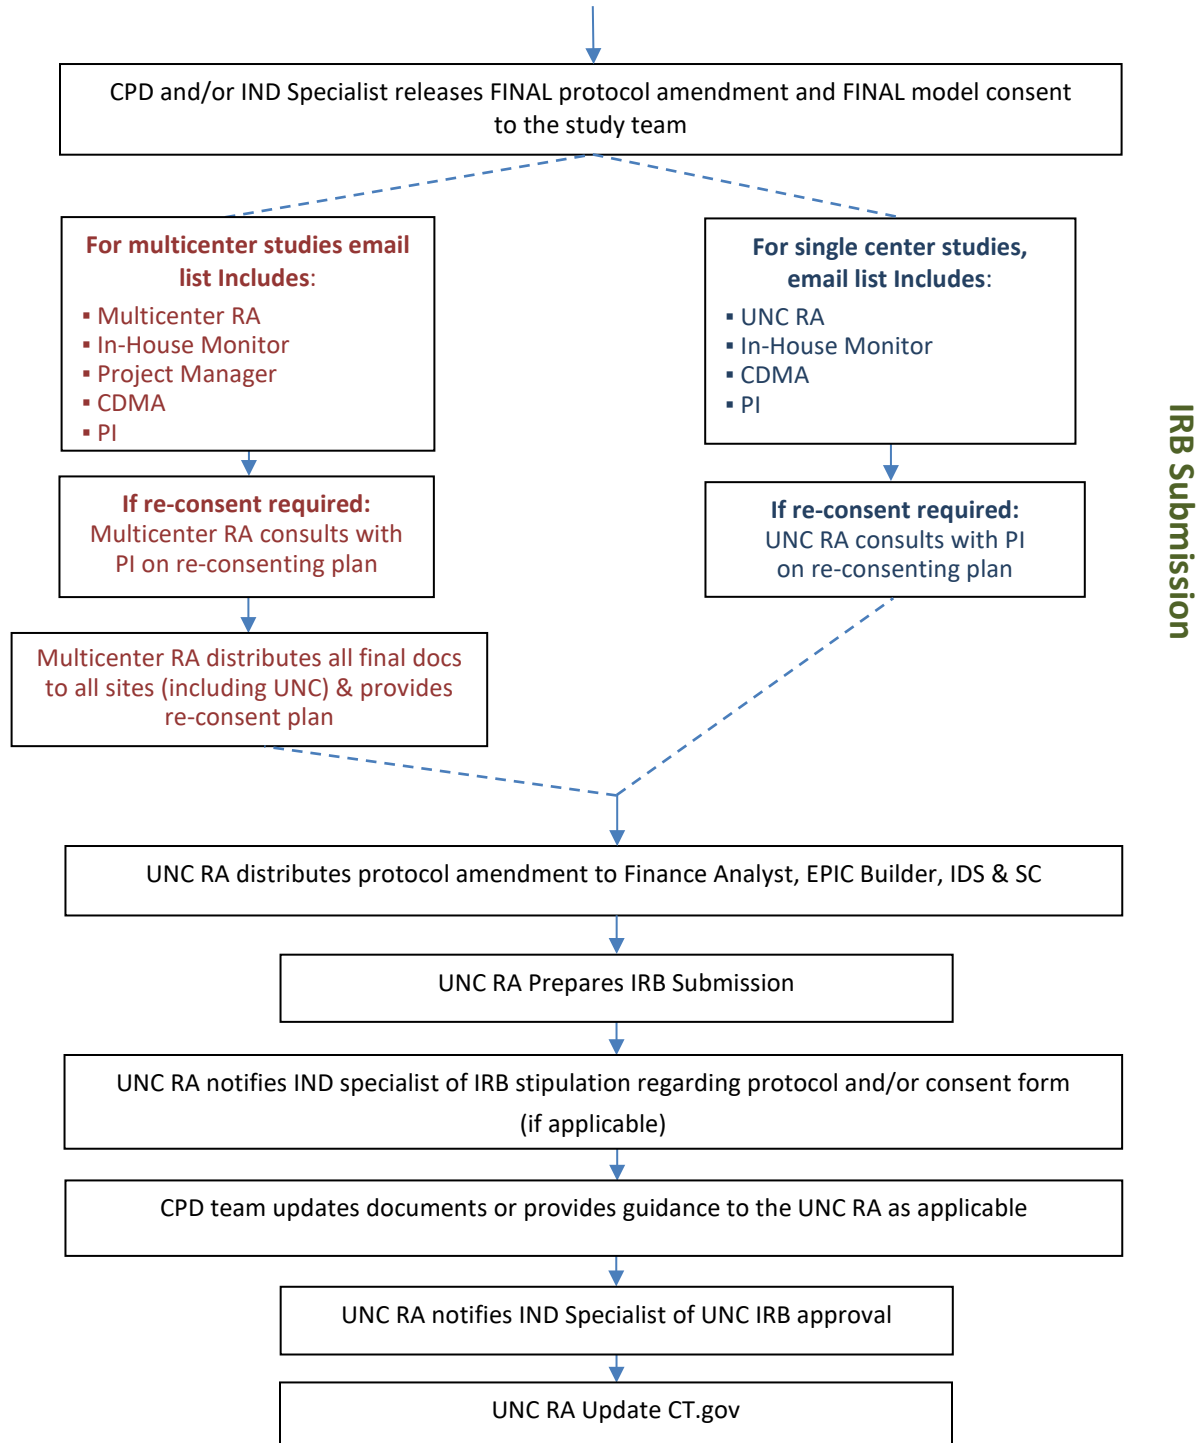 CPD and/or IND Specialist releases FINAL protocol amendment and FINAL model consent
to the study team
For multicenter studies email
list Includes:
▪ Multicenter RA
▪ In-House Monitor
▪ Project Manager
▪ CDMA
▪ PI
For single center studies,
email list Includes:
▪ UNC RA
▪ In-House Monitor
▪ CDMA
▪ PI
IRB Submission
If re-consent required:
Multicenter RA consults with
PI on re-consenting plan
If re-consent required:
UNC RA consults with PI
on re-consenting plan
Multicenter RA distributes all final docs
to all sites (including UNC) & provides
re-consent plan
UNC RA distributes protocol amendment to Finance Analyst, EPIC Builder, IDS & SC
UNC RA Prepares IRB Submission
UNC RA notifies IND specialist of IRB stipulation regarding protocol and/or consent form
(if applicable)
CPD team updates documents or provides guidance to the UNC RA as applicable
UNC RA notifies IND Specialist of UNC IRB approval
UNC RA Update CT.gov